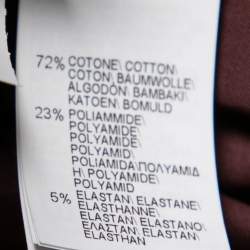 72% COTONE\ COTTON\
COTON\ BAUMWOLLE\
ALGODÓN\ BAMBAKI\
KATOEN\ BOMULD
23% POLIAMMIDE\
POLYAMIDE\
POLYAMIDE\
POLYAMID\
POLIAMIDA\ΠΟΛΥΑΜΙΔ
Η\ POLYAMIDE\
POLYAMID
5% ELASTAN\ ELASTANE\
ELASTHANNE\
ELASTAN\ ELASTANO\
ΕΛΑΣΤΑΝ\ ELASTAN\
ELASTHAN